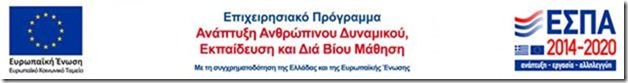 Ευρωπαϊκή Ένωση
Ευρωπαϊκό Κοινωνικό Ταμείο
Επιχειρησιακό Πρόγραμμα
Ανάπτυξη Ανθρώπινου Δυναμικού,
Εκπαίδευση και Διά Βίου Μάθηση
Με τη συγχρηματοδότηση της Ελλάδας και της Ευρωπαϊκής Ένωσης
ΕΣΠΑ
2014-2020
ανάπτυξη - εργασία - αλληλεγγύη